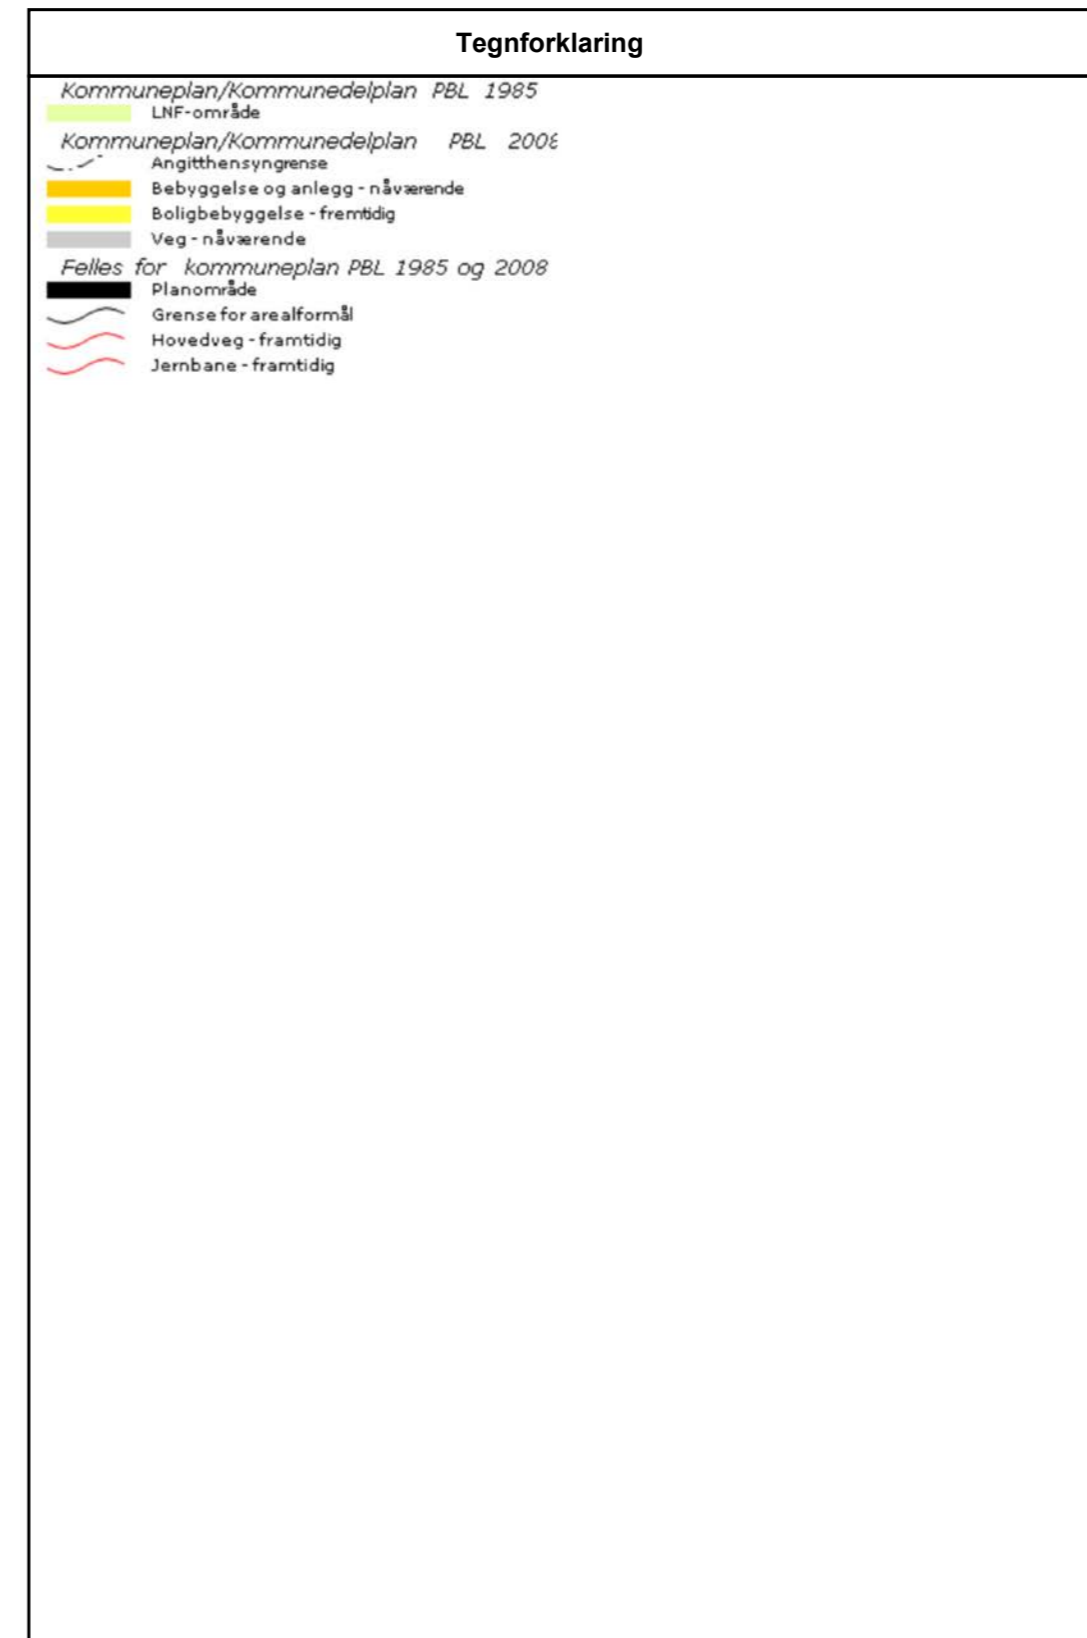 Tegnforklaring
Kommuneplan/Kommunedelplan PBL 1985
LNF-område
Kommuneplan/Kommunedelplan PBL 2008
Angitthensyngrense
Bebyggelse og anlegg - nåværende
Boligbebyggelse - fremtidig
Veg - nåværende
Felles for kommuneplan PBL 1985 og 2008
Planområde
Grense for arealformål
Hovedveg - framtidig
Jernbane - framtidig